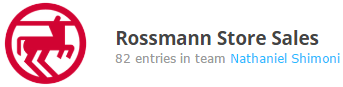 Rossmann Store Sales
82 entries in team Nathaniel Shimoni